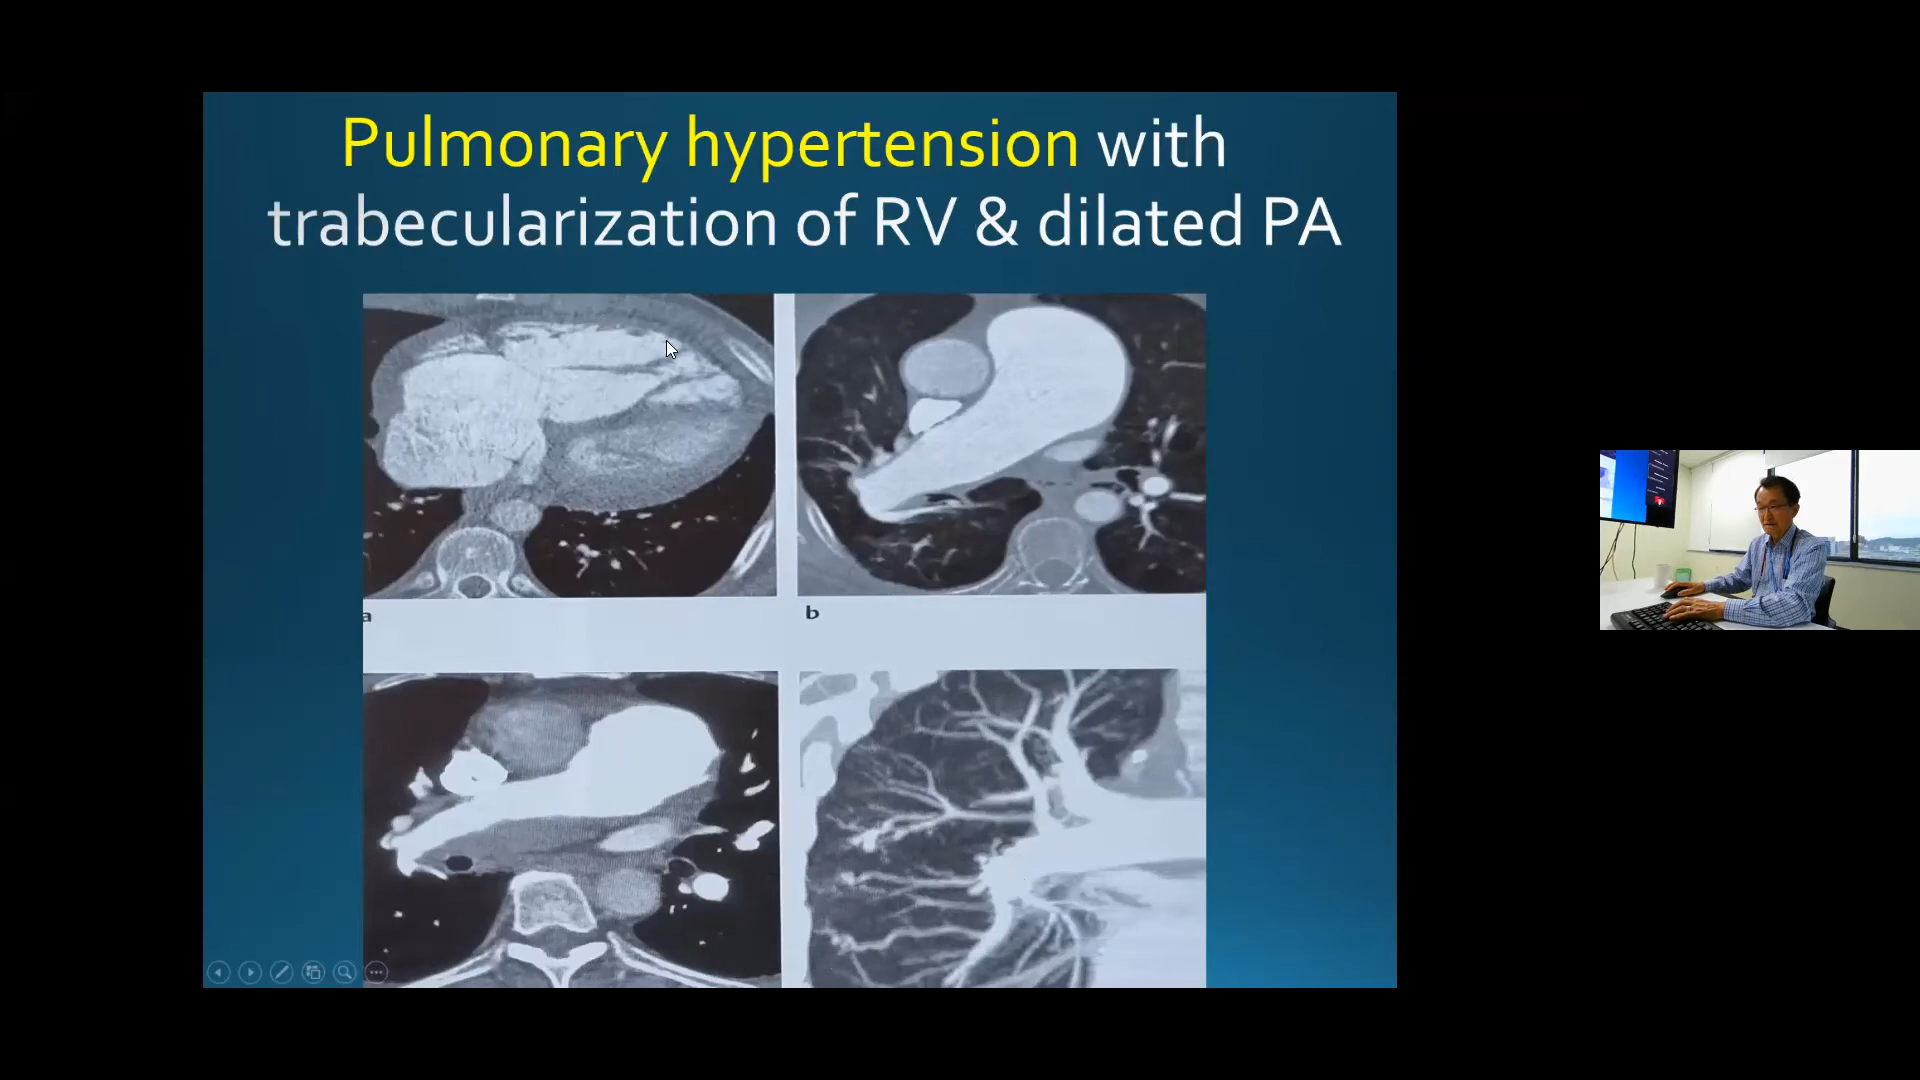 Pulmonary hypertension with
trabecularization of RV & dilated PA
a
b